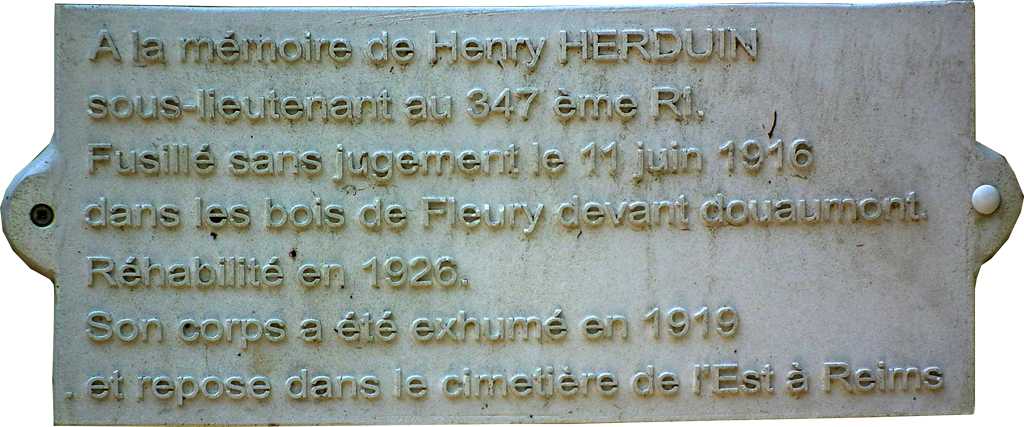 A la mémoire de Henry HERDUIN
sous-lieutenant au 347 ème RI.
Fusillé sans jugement le 11 juin 1916
dans les bois de Fleury devant douaumont.
Réhabilité en 1926.
Son corps a été exhumé en 1919
et repose dans le cimetière de l'Est à Reims